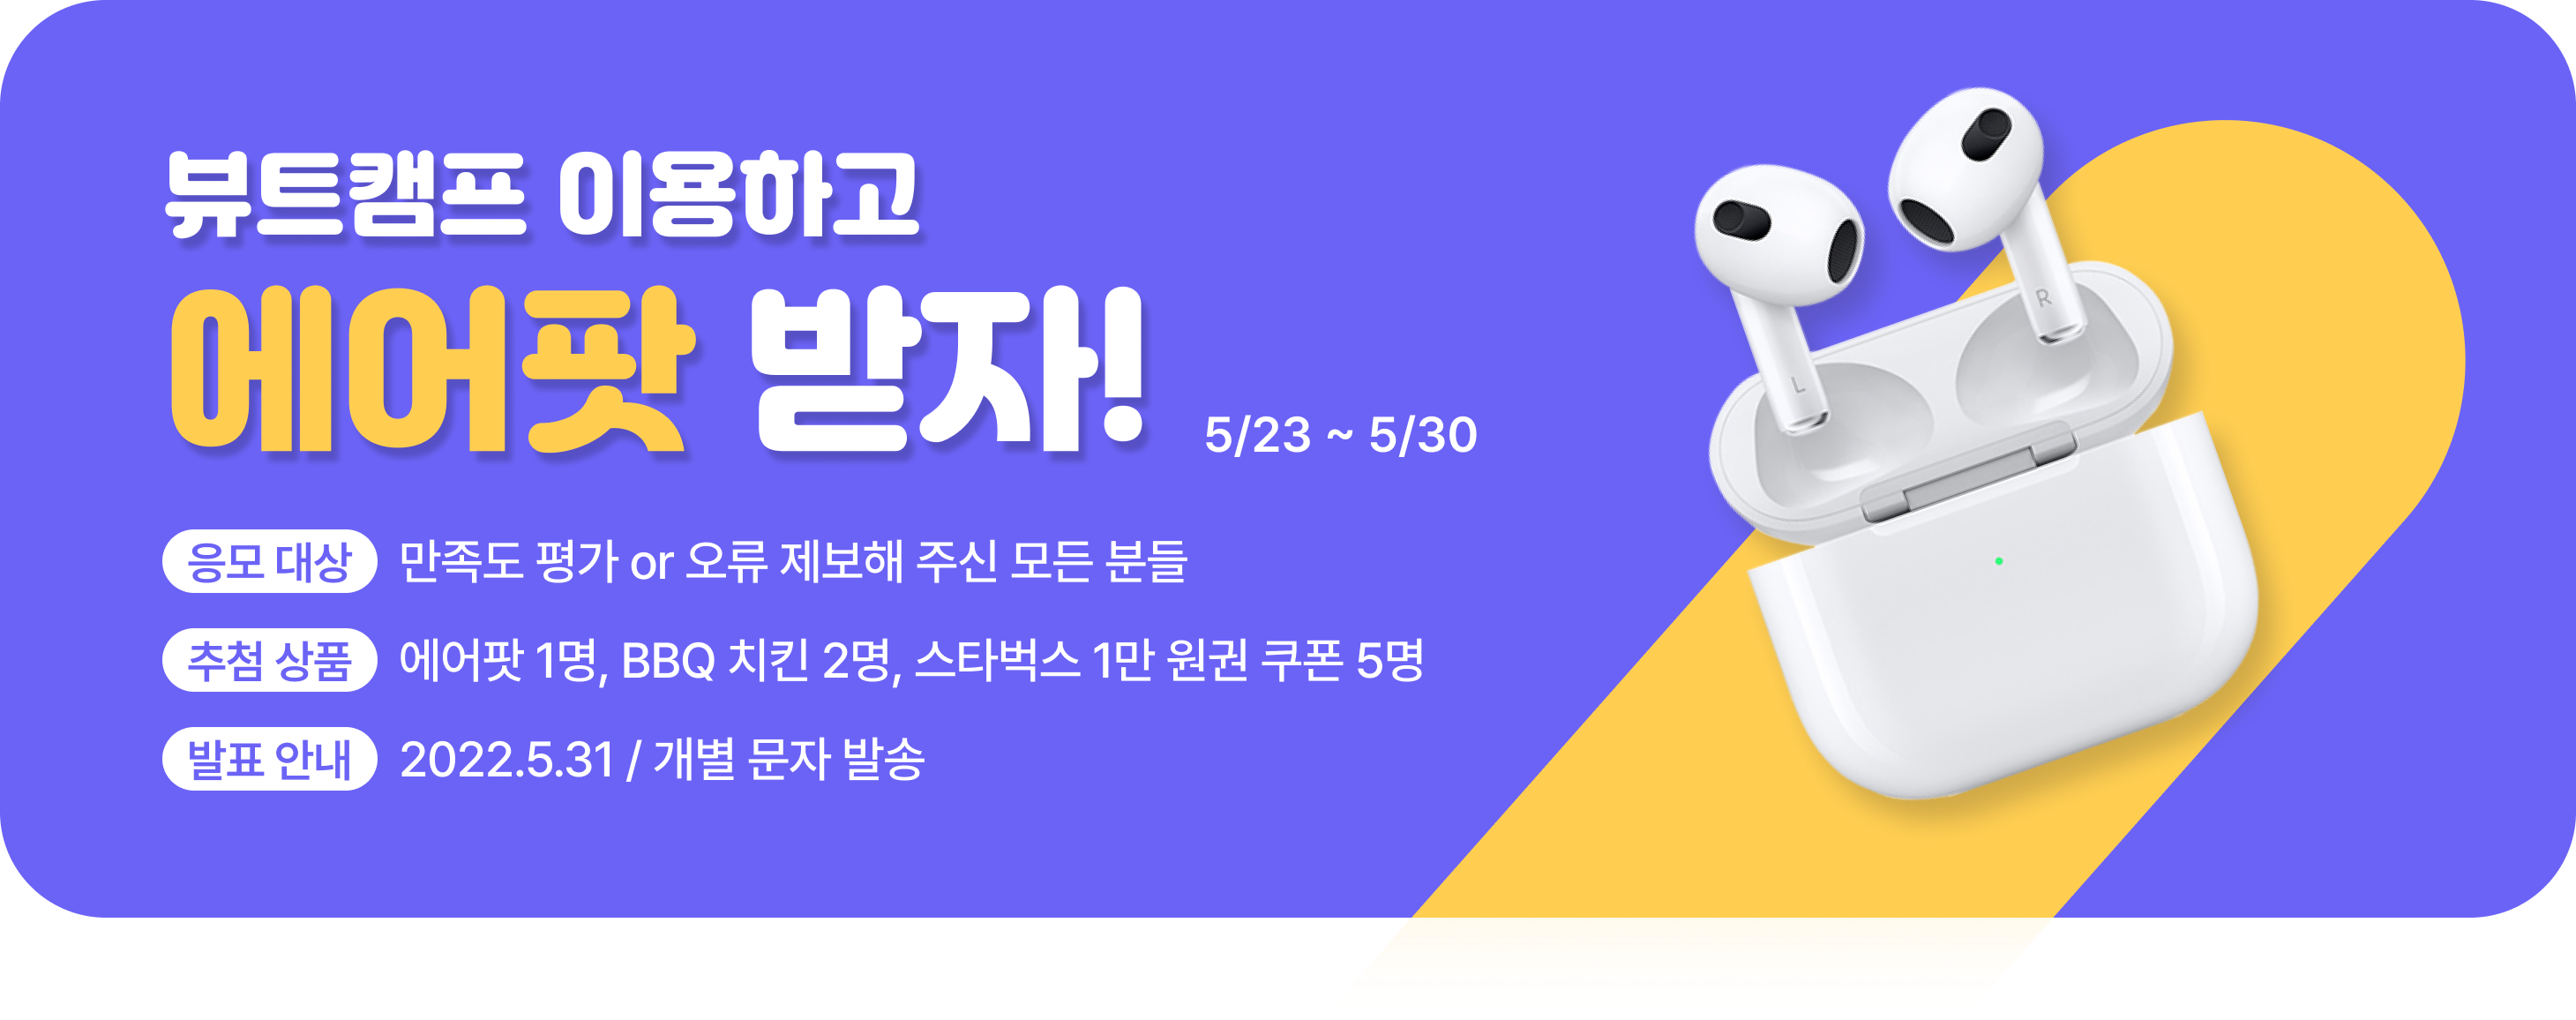 뷰트캠프 이용하고
에어팟 받자!
5/23 ~ 5/30
응모 대상 만족도 평가 or 오류 제보해 주신 모든 분들
추첨 상품 에어팟 1명, BBQ 치킨 2명, 스타벅스 1만 원권 쿠폰 5명
발표 안내 2022.5.31 / 개별 문자 발송
L
R